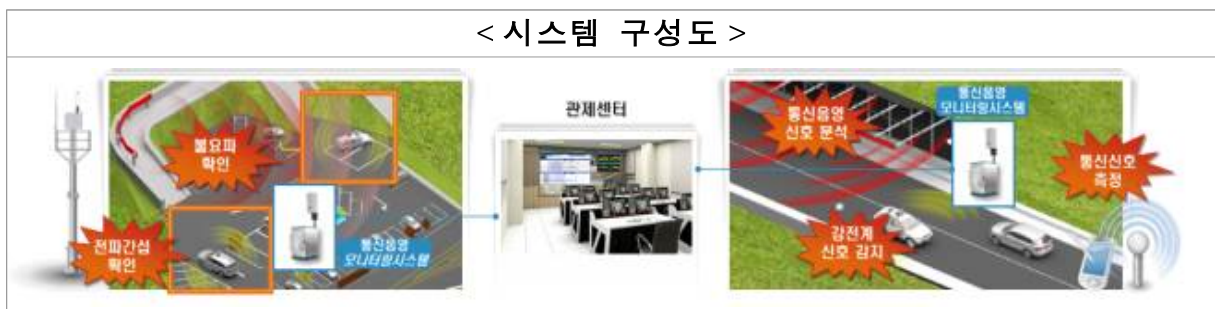 < 시스템 구성도 >
불요파
확인
전파간섭
확인
통신음영
모니터링시스템
관제센터
통신음영
신호 분석
통신음영
모니터링시스템
통신신호
측정
강전계
신호 감지